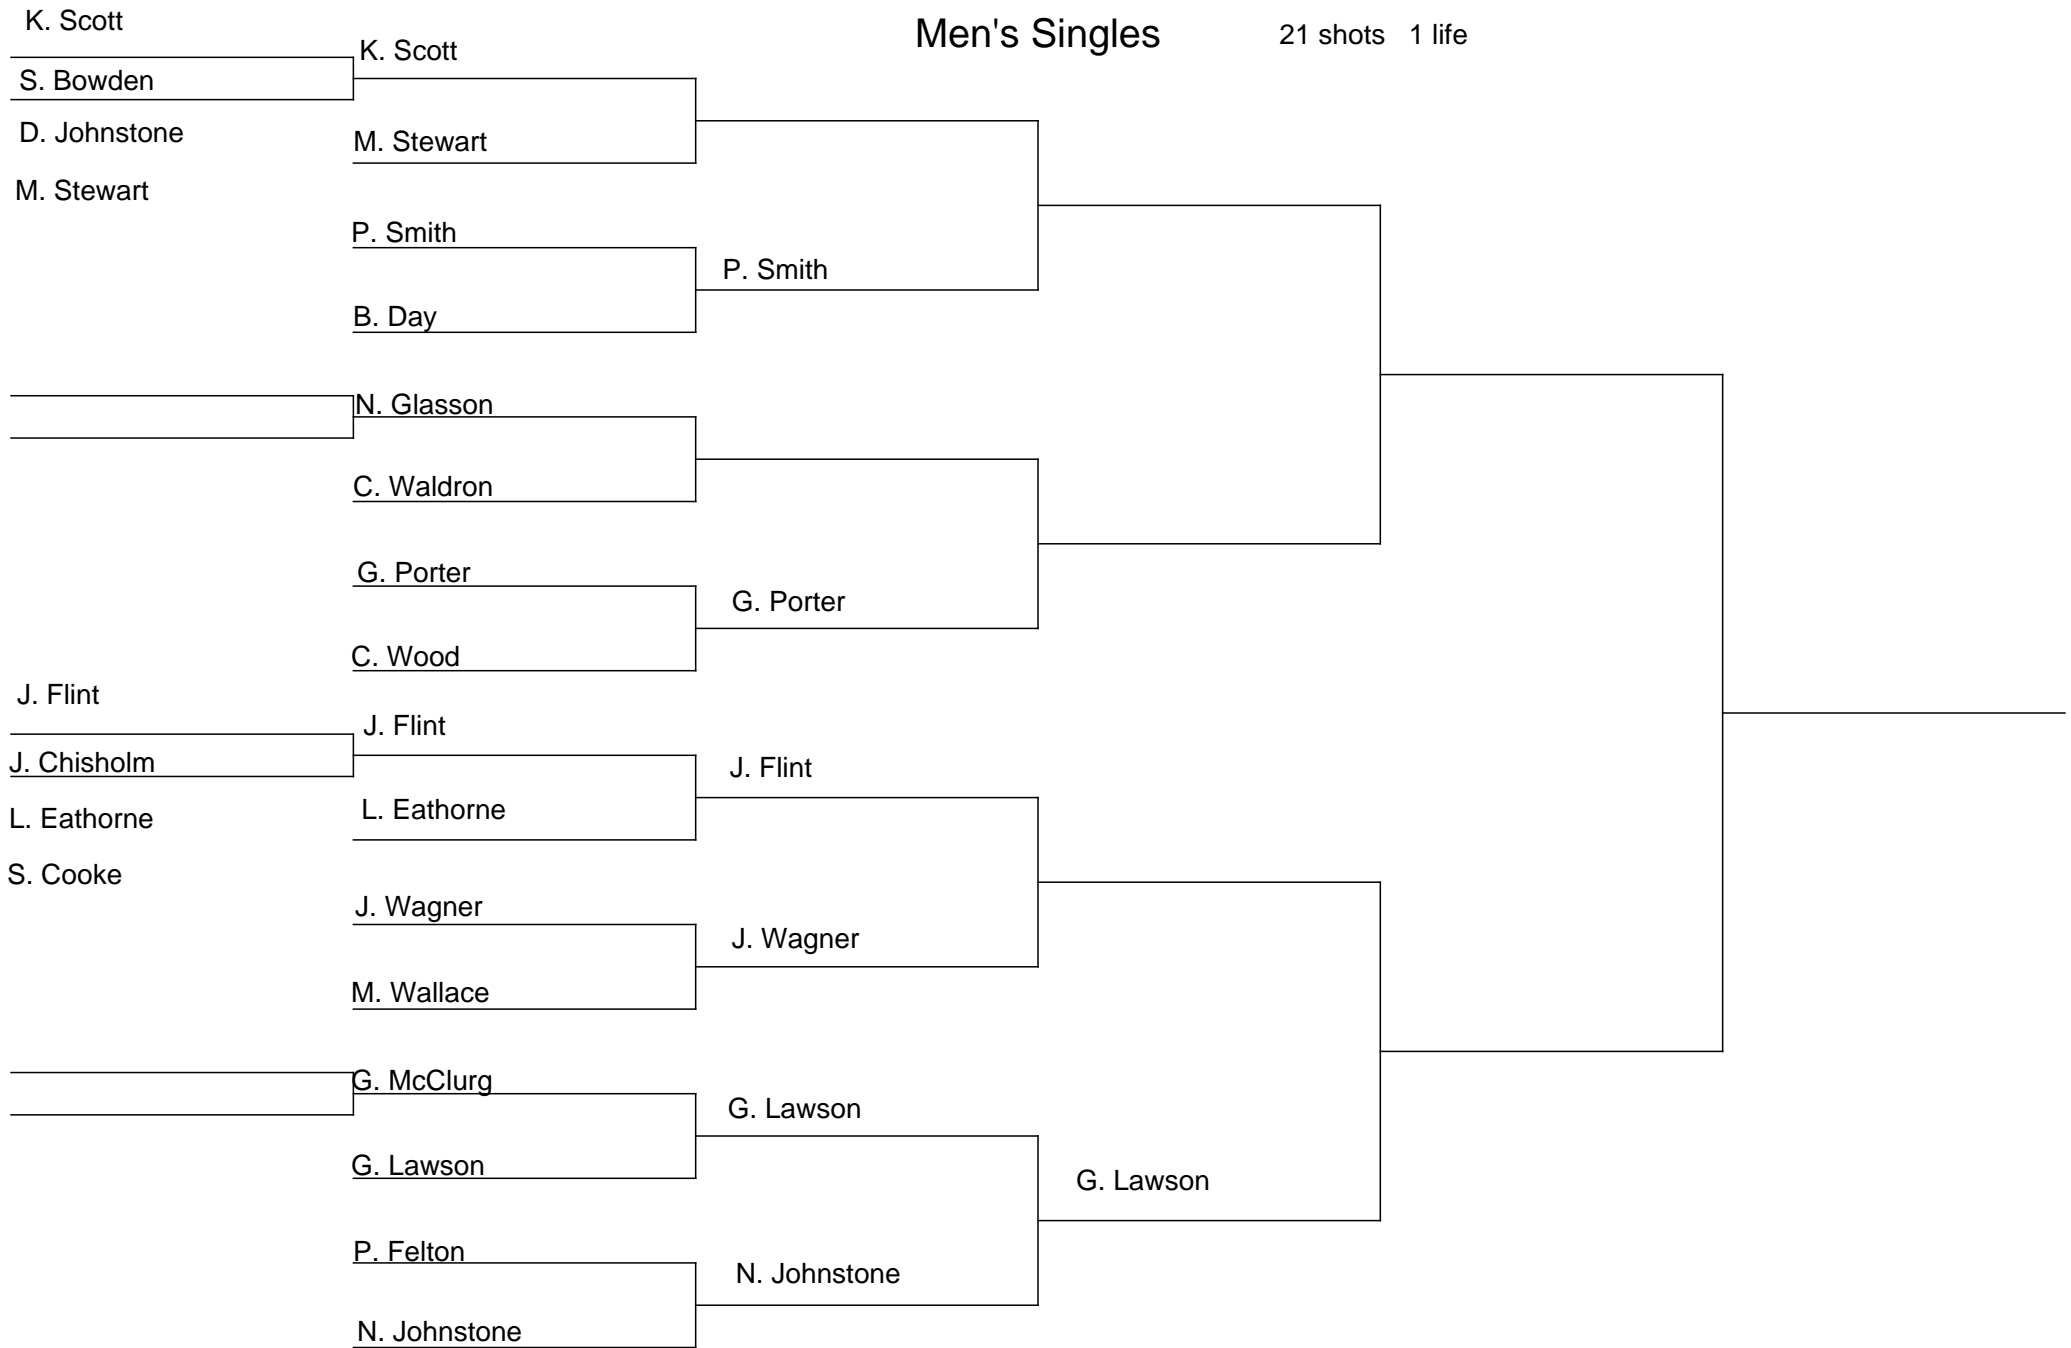 Men's Singles 21 shots 1 life
K. Scott
S. Bowden
D. Johnstone
M. Stewart
J. Flint
J. Chisholm
L. Eathorne
S. Cooke
K. Scott
M. Stewart
P. Smith
B. Day
N. Glasson
C. Waldron
G. Porter
C. Wood
J. Flint
L. Eathorne
J. Wagner
M. Wallace
G. McClurg
G. Lawson
P. Felton
N. Johnstone
P. Smith
G. Porter
J. Flint
J. Wagner
G. Lawson
N. Johnstone
G. Lawson